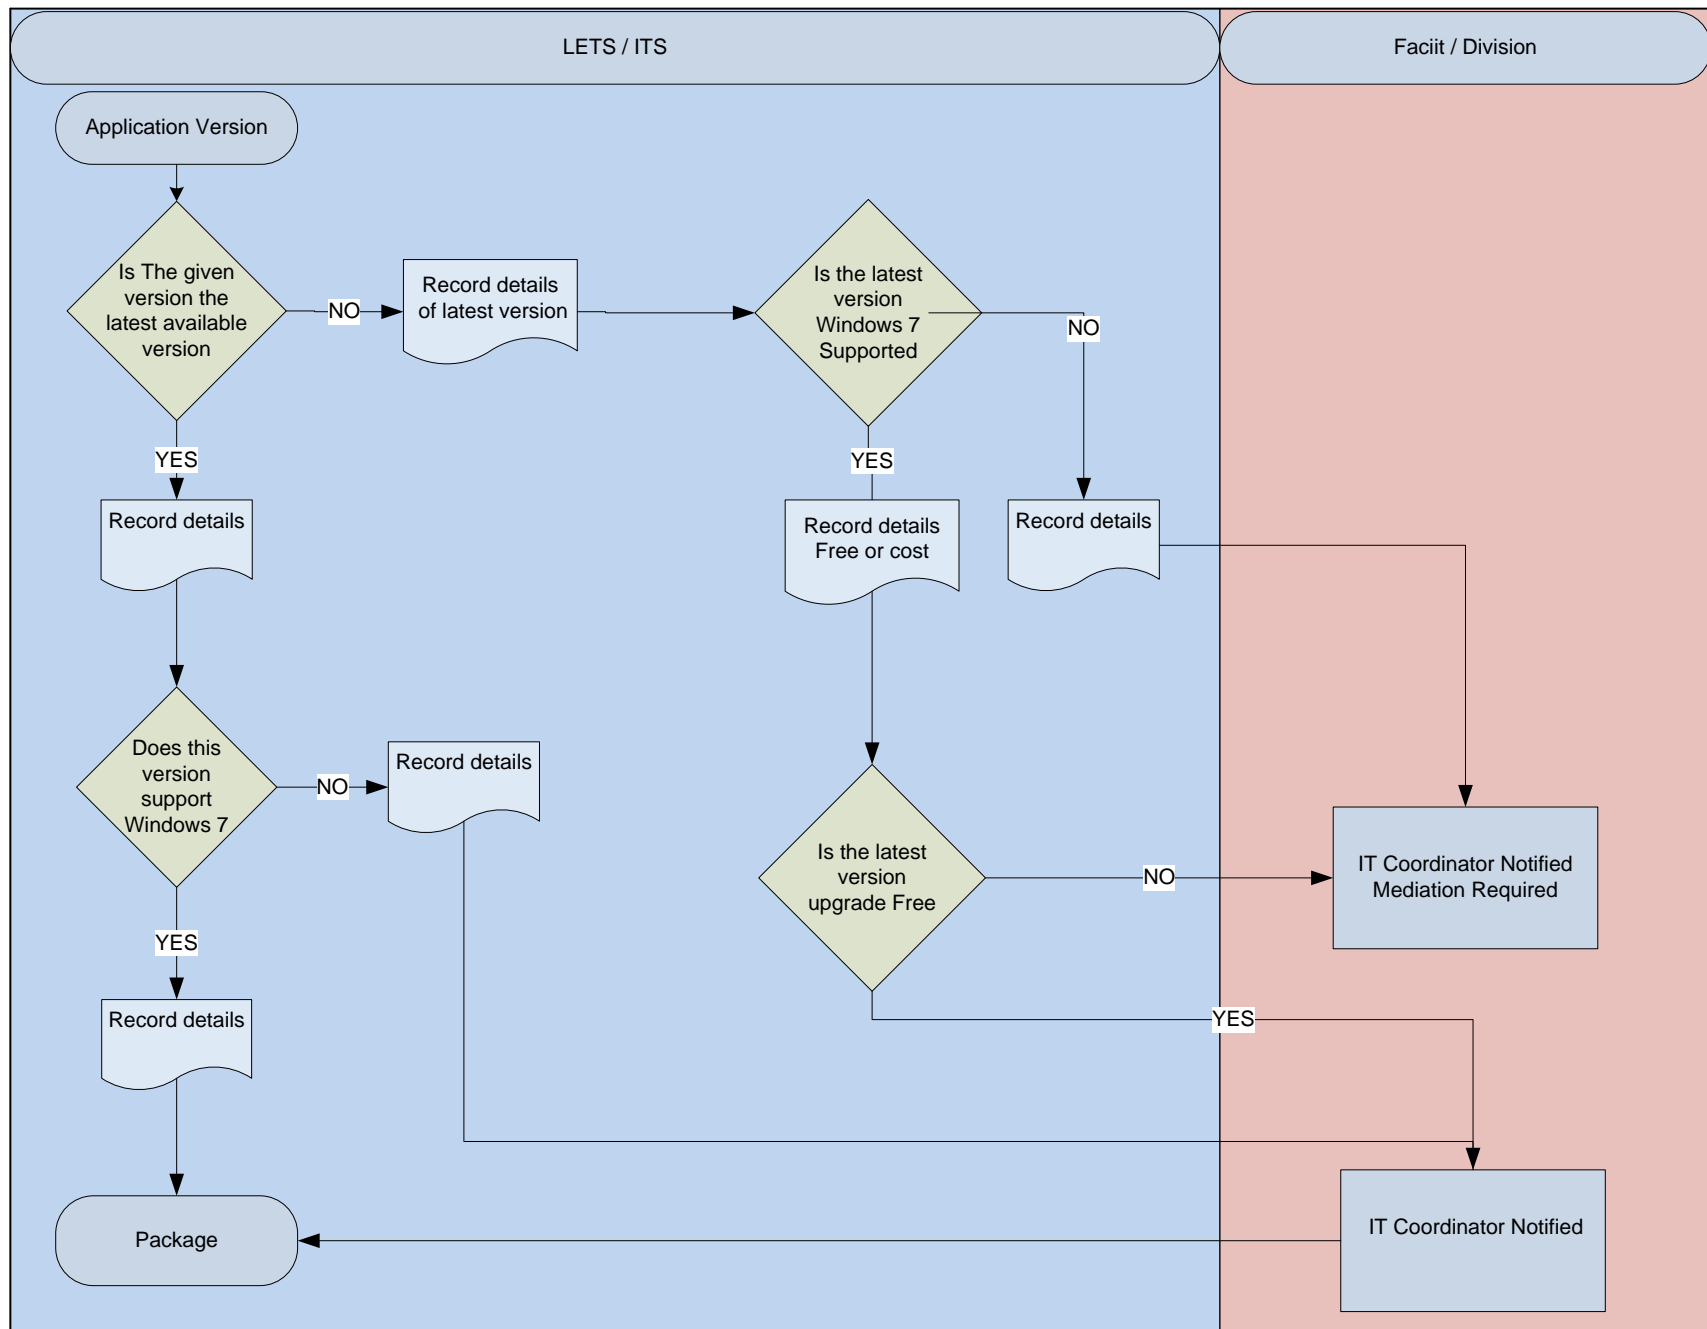 LETS / ITS
Faciit / Division
Application Version
Is The given
version the
latest available
version
NO
Record details
of latest version
Is the latest
version
Windows 7
Supported
NO
YES
YES
Record details
Record details
Free or cost
Record details
Does this
version
support
Windows 7
NO
Record details
Is the latest
version
upgrade Free
NO
IT Coordinator Notified
Mediation Required
YES
Record details
YES
Package
IT Coordinator Notified